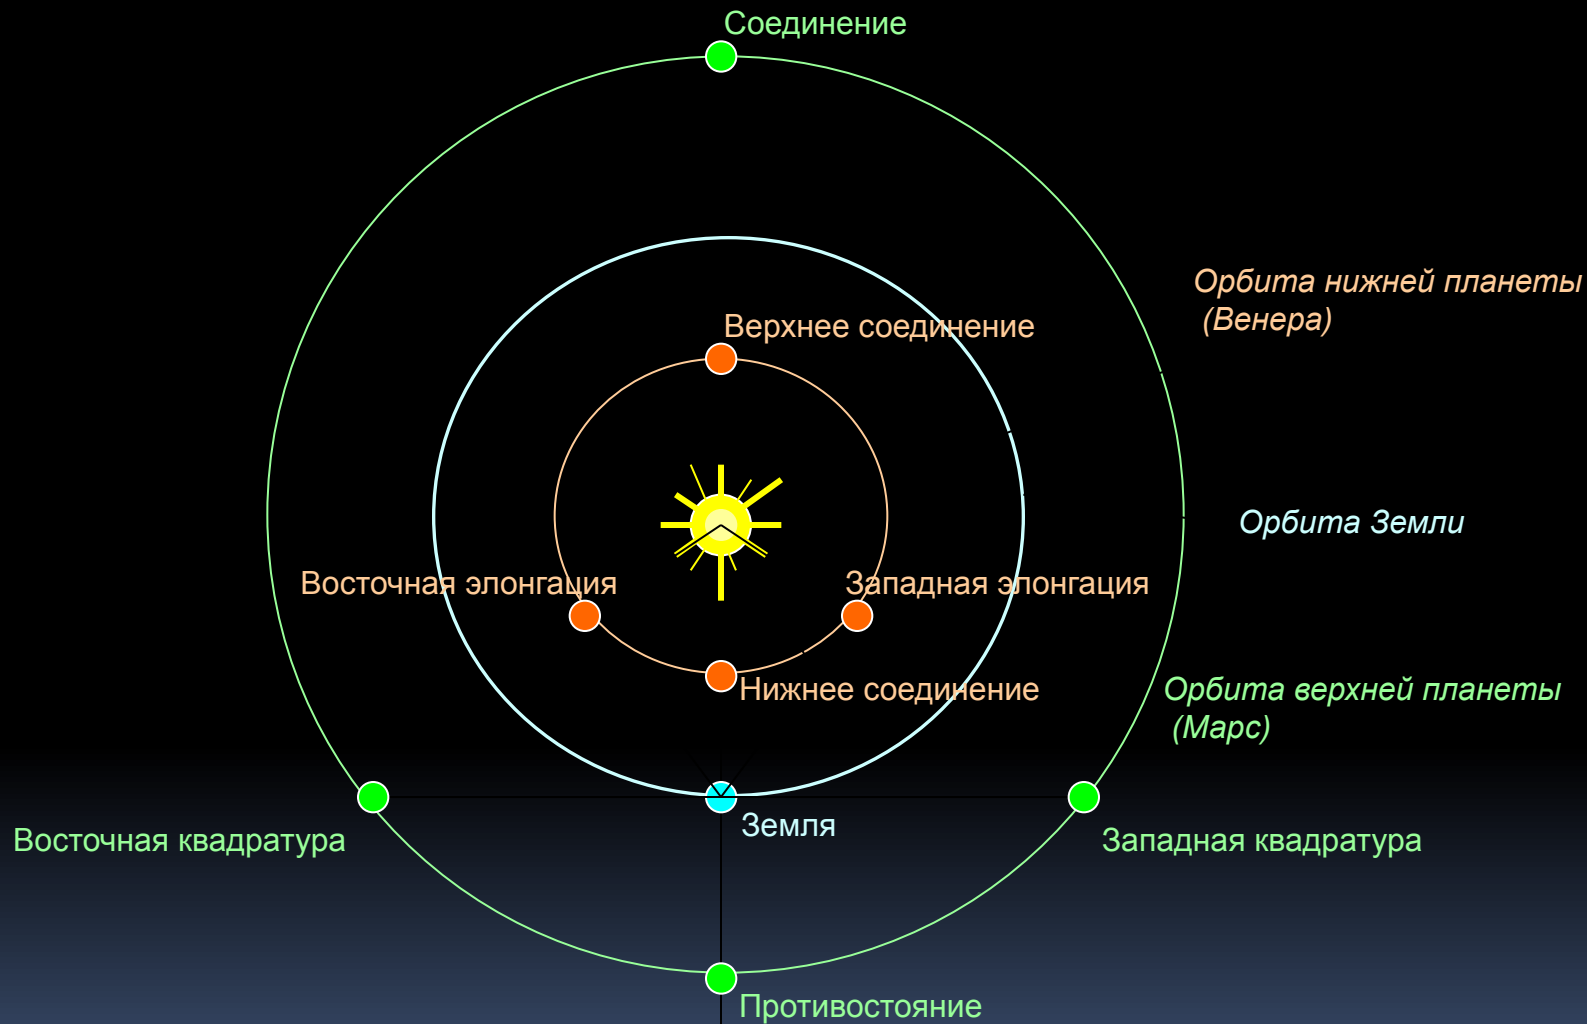 Соединение
Орбита нижней планеты
(Венера)
Верхнее соединение
Орбита Земли
Восточная элонгация
Западная элонгация
Нижнее соединение
Орбита верхней планеты
(Марс)
Земля
Восточная квадратура
Западная квадратура
Противостояние